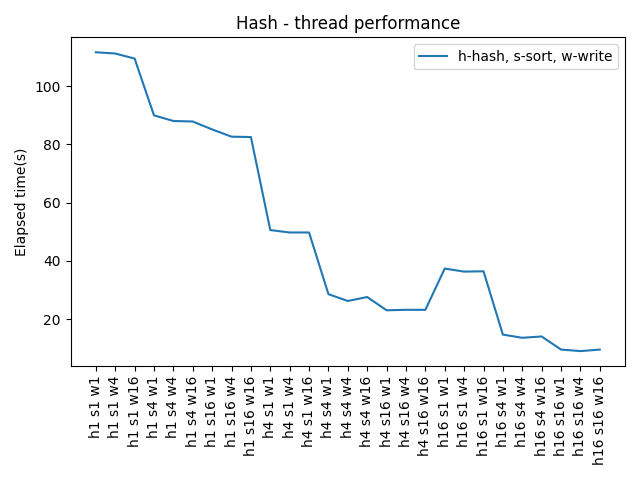 Hash - thread performance
h-hash, s-sort, w-write
Elapsed time(s)
100
80
60
40
20
h1 s1 w1
h1 s1 w4
h1 s1 w16
h1 s4 w1
h1 s4 w4
h1 s4 w16
h1 s16 w1
h1 s16 w4
h1 s16 w16
h4 s1 w1
h4 s1 w4
h4 s1 w16
h4 s4 w1
h4 s4 w4
h4 s4 w16
h4 s16 w1
h4 s16 w4
h4 s16 w16
h16 s1 w1
h16 s1 w4
h16 s1 w16
h16 s4 w1
h16 s4 w4
h16 s4 w16
h16 s16 w1
h16 s16 w4
h16 s16 w16